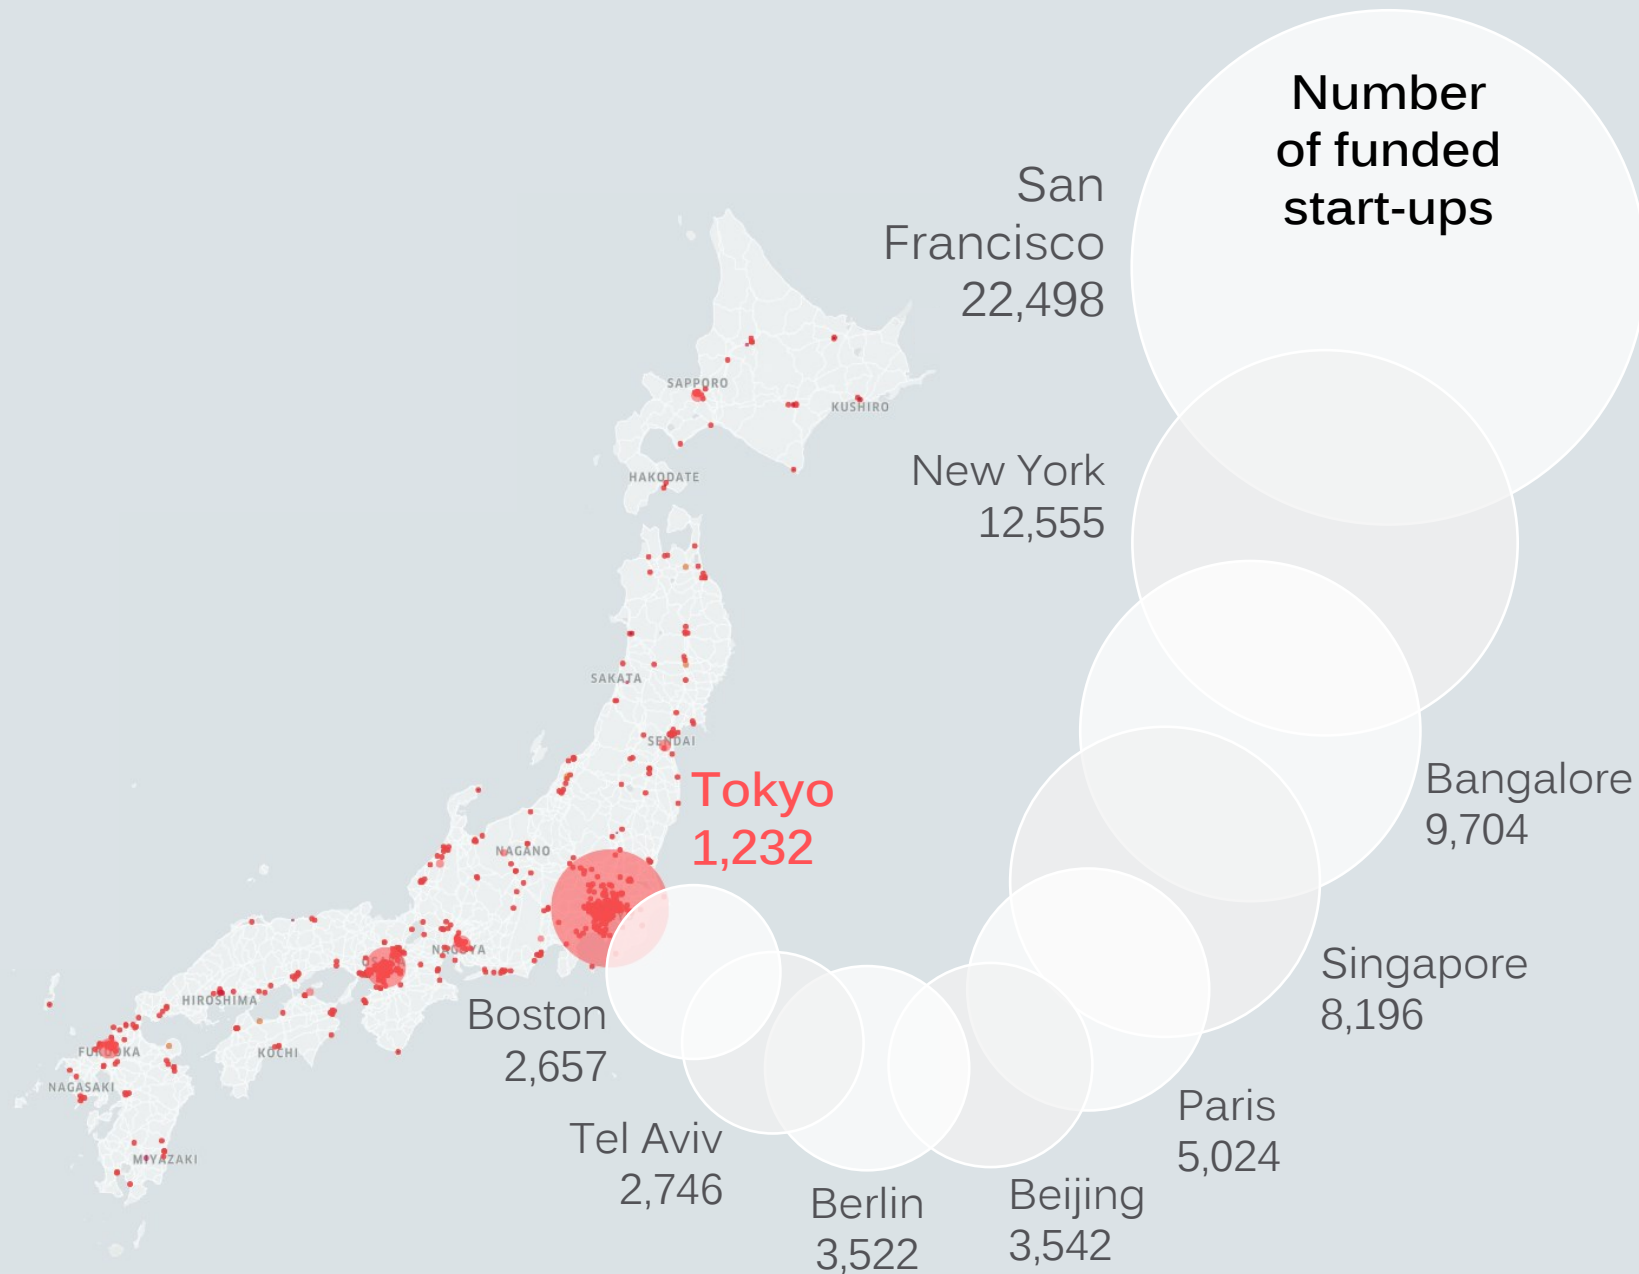 Number
of funded
start-ups
San
Francisco
22,498
New York
12,555
Bangalore
9,704
Singapore
8,196
Paris
5,024
Beijing
3,542
Berlin
3,522
Tel Aviv
2,746
Boston
2,657
Tokyo
1,232
SAPPORO
KUSHIRO
HAKODATE
SAKATA
SENDAI
NAGANO
NAGOYA
HIROSHIMA
KOCHI
FUKUOKA
NAGASAKI
MIYAZAKI